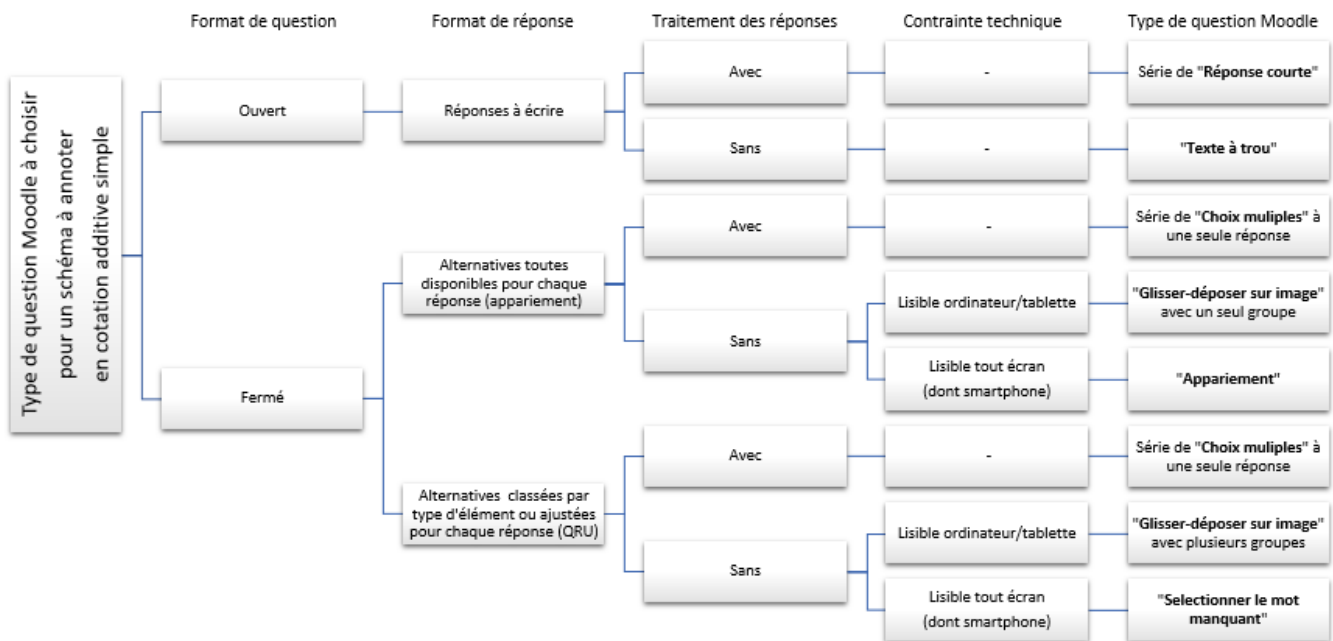 Format de question
Format de réponse
Traitement des réponses
Contrainte technique
Type de question Moodle
Type de question Moodle à choisir
pour un schéma à annoter
en cotation additive simple
Ouvert
Réponses à écrire
Avec
-
Série de "Réponse courte"
Sans
-
"Texte à trou"
Fermé
Alternatives toutes
disponibles pour chaque
réponse (appariement)
Avec
-
Série de "Choix muliples" à
une seule réponse
Sans
Lisible ordinateur/tablette
"Glisser-déposer sur image"
avec un seul groupe
Lisible tout écran
(dont smartphone)
"Appariement"
Alternatives classées par
type d'élément ou ajustées
pour chaque réponse (QRU)
Avec
-
Série de "Choix muliples" à
une seule réponse
Sans
Lisible ordinateur/tablette
"Glisser-déposer sur image"
avec plusieurs groupes
Lisible tout écran
(dont smartphone)
"Selectionner le mot
manquant"